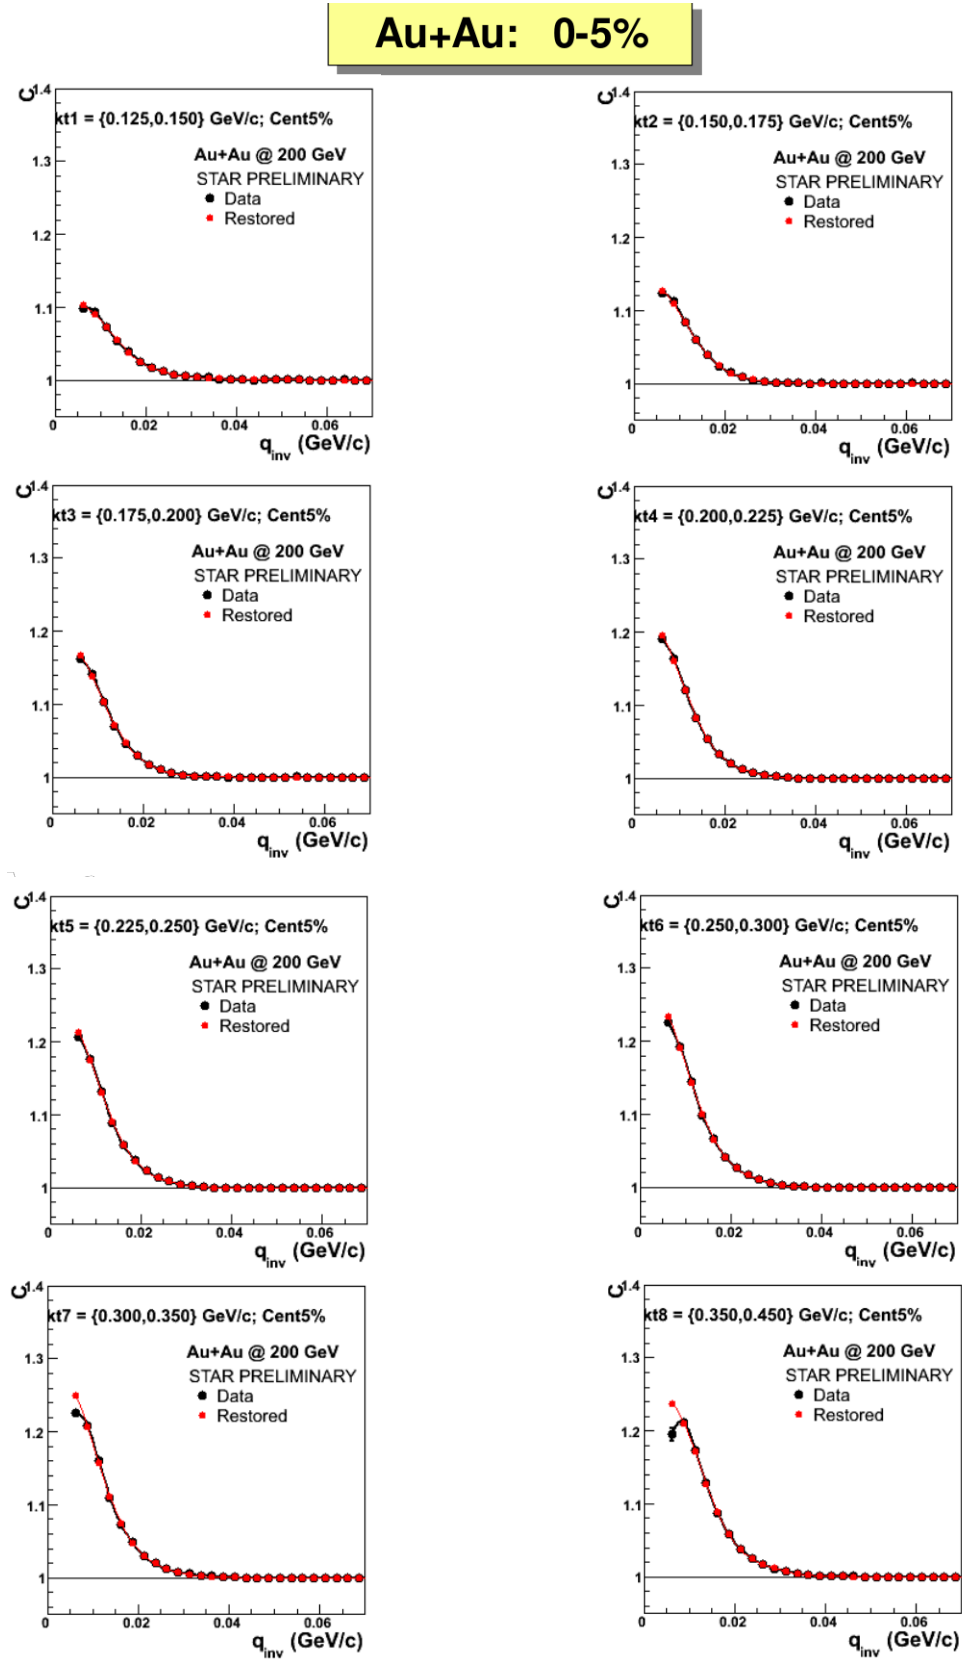 Au+Au: 0-5%
C
1.4
1.3
1.2
1.1
1
kt1 = {0.125,0.150} GeV/c; Cent5%
Au+Au @ 200 GeV
STAR PRELIMINARY
Data
Restored
0 0.02 0.04 0.06
qinv (GeV/c)
C
1.4
1.3
1.2
1.1
1
kt2 = {0.150,0.175} GeV/c; Cent5%
Au+Au @ 200 GeV
STAR PRELIMINARY
Data
Restored
0 0.02 0.04 0.06
qinv (GeV/c)
C
1.4
1.3
1.2
1.1
1
kt3 = {0.175,0.200} GeV/c; Cent5%
Au+Au @ 200 GeV
STAR PRELIMINARY
Data
Restored
0 0.02 0.04 0.06
qinv (GeV/c)
C
1.4
1.3
1.2
1.1
1
kt4 = {0.200,0.225} GeV/c; Cent5%
Au+Au @ 200 GeV
STAR PRELIMINARY
Data
Restored
0 0.02 0.04 0.06
qinv (GeV/c)
C
1.4
1.3
1.2
1.1
1
kt5 = {0.225,0.250} GeV/c; Cent5%
Au+Au @ 200 GeV
STAR PRELIMINARY
Data
Restored
0 0.02 0.04 0.06
qinv (GeV/c)
C
1.4
1.3
1.2
1.1
1
kt6 = {0.250,0.300} GeV/c; Cent5%
Au+Au @ 200 GeV
STAR PRELIMINARY
Data
Restored
0 0.02 0.04 0.06
qinv (GeV/c)
C
1.4
1.3
1.2
1.1
1
kt7 = {0.300,0.350} GeV/c; Cent5%
Au+Au @ 200 GeV
STAR PRELIMINARY
Data
Restored
0 0.02 0.04 0.06
qinv (GeV/c)
C
1.4
1.3
1.2
1.1
1
kt8 = {0.350,0.450} GeV/c; Cent5%
Au+Au @ 200 GeV
STAR PRELIMINARY
Data
Restored
0 0.02 0.04 0.06
qinv (GeV/c)